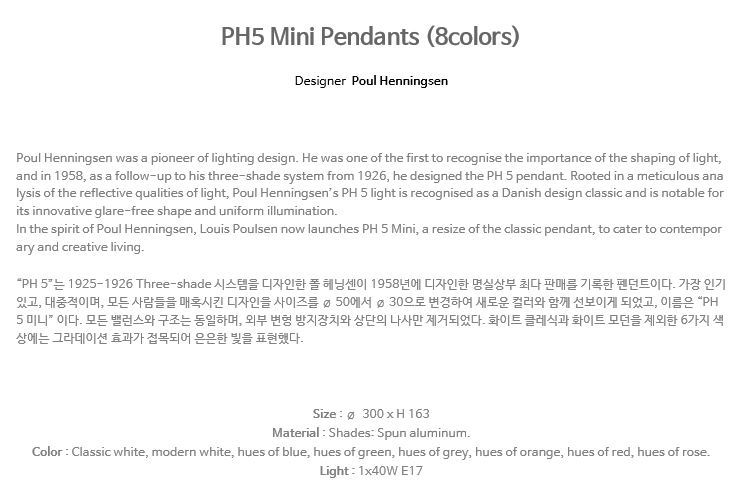 PH5 Mini Pendants (8colors)
Designer Poul Henningsen
Poul Henningsen was a pioneer of lighting design. He was one of the first to recognise the importance of the shaping of light,
and in 1958, as a follow-up to his three-shade system from 1926, he designed the PH 5 pendant. Rooted in a meticulous ana
lysis of the reflective qualities of light, Poul Henningsen's PH 5 light is recognised as a Danish design classic and is notable for
its innovative glare-free shape and uniform illumination.
In the spirit of Poul Henningsen, Louis Poulsen now launches PH 5 Mini, a resize of the classic pendant, to cater to contempor
ary and creative living.
“PH 5”는 1925-1926 Three-shade 시스템을 디자인한 폴 헤닝센이 1958년에 디자인한 명실상부 최다 판매를 기록한 펜던트이다. 가장 인기
있고, 대중적이며, 모든 사람들을 매혹시킨 디자인을 사이즈를 ø 50에서 ø 30으로 변경하여 새로운 컬러와 함께 선보이게 되었고, 이름은 “PH
5 미니” 이다. 모든 밸런스와 구조는 동일하며, 외부 변형 방지장치와 상단의 나사만 제거되었다. 화이트 클레식과 화이트 모던을 제외한 6가지 색
상에는 그라데이션 효과가 접목되어 은은한 빛을 표현했다.
Size : ø 300 x H 163
Material : Shades: Spun aluminum.
Color : Classic white, modern white, hues of blue, hues of green, hues of grey, hues of orange, hues of red, hues of rose.
Light : 1x40W E17